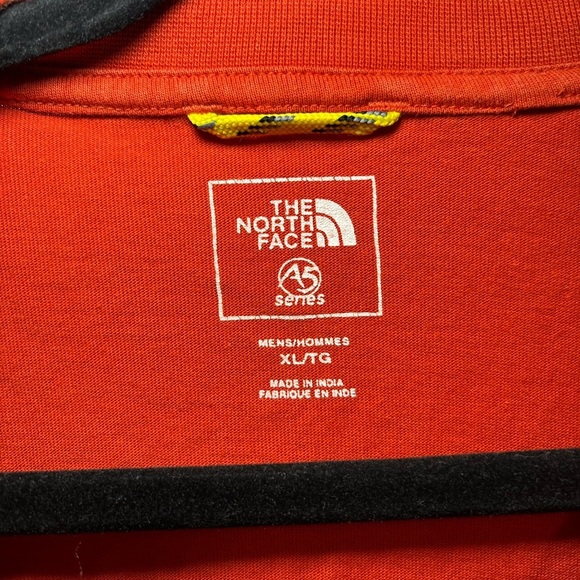 THE
NORTH
FACE
A5
series
MENS/HOMMES
XL/TG
MADE IN INDIA
FABRIQUE EN INDE